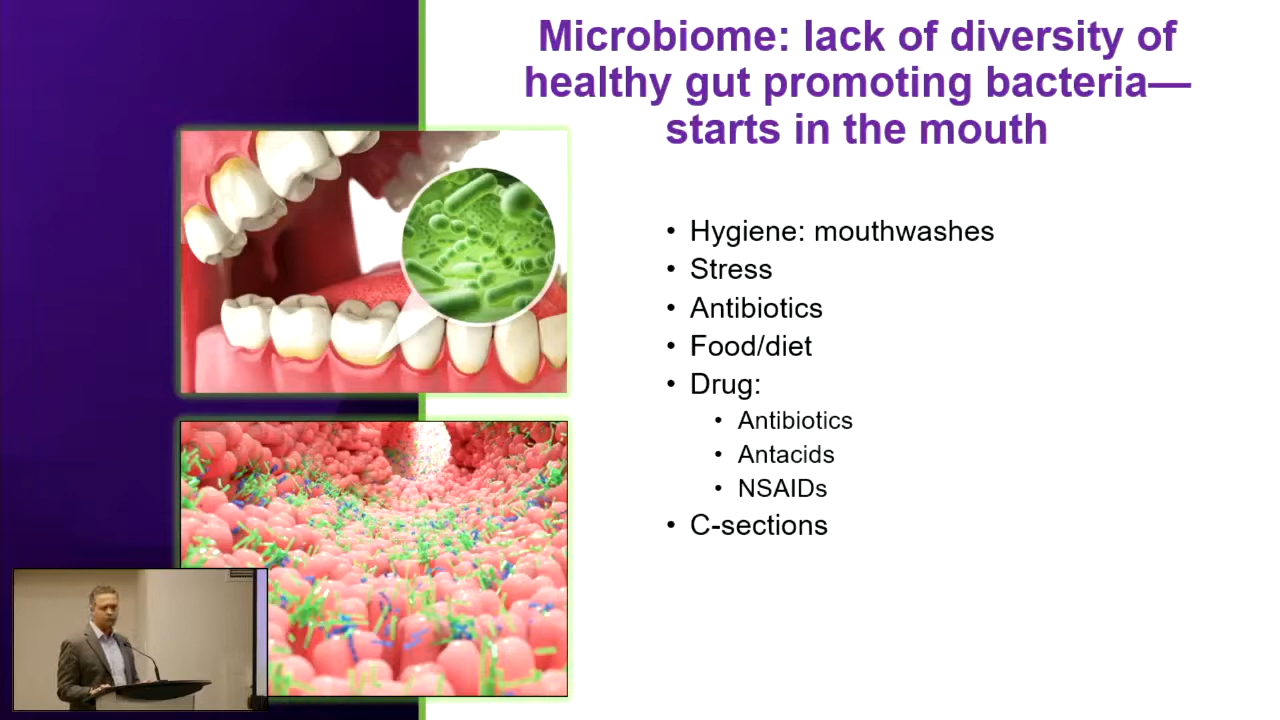 Microbiome: lack of diversity of
healthy gut promoting bacteria—
starts in the mouth
• Hygiene: mouthwashes
• Stress
• Antibiotics
• Food/diet
• Drug:
• Antibiotics
• Antacids
• NSAIDs
• C-sections